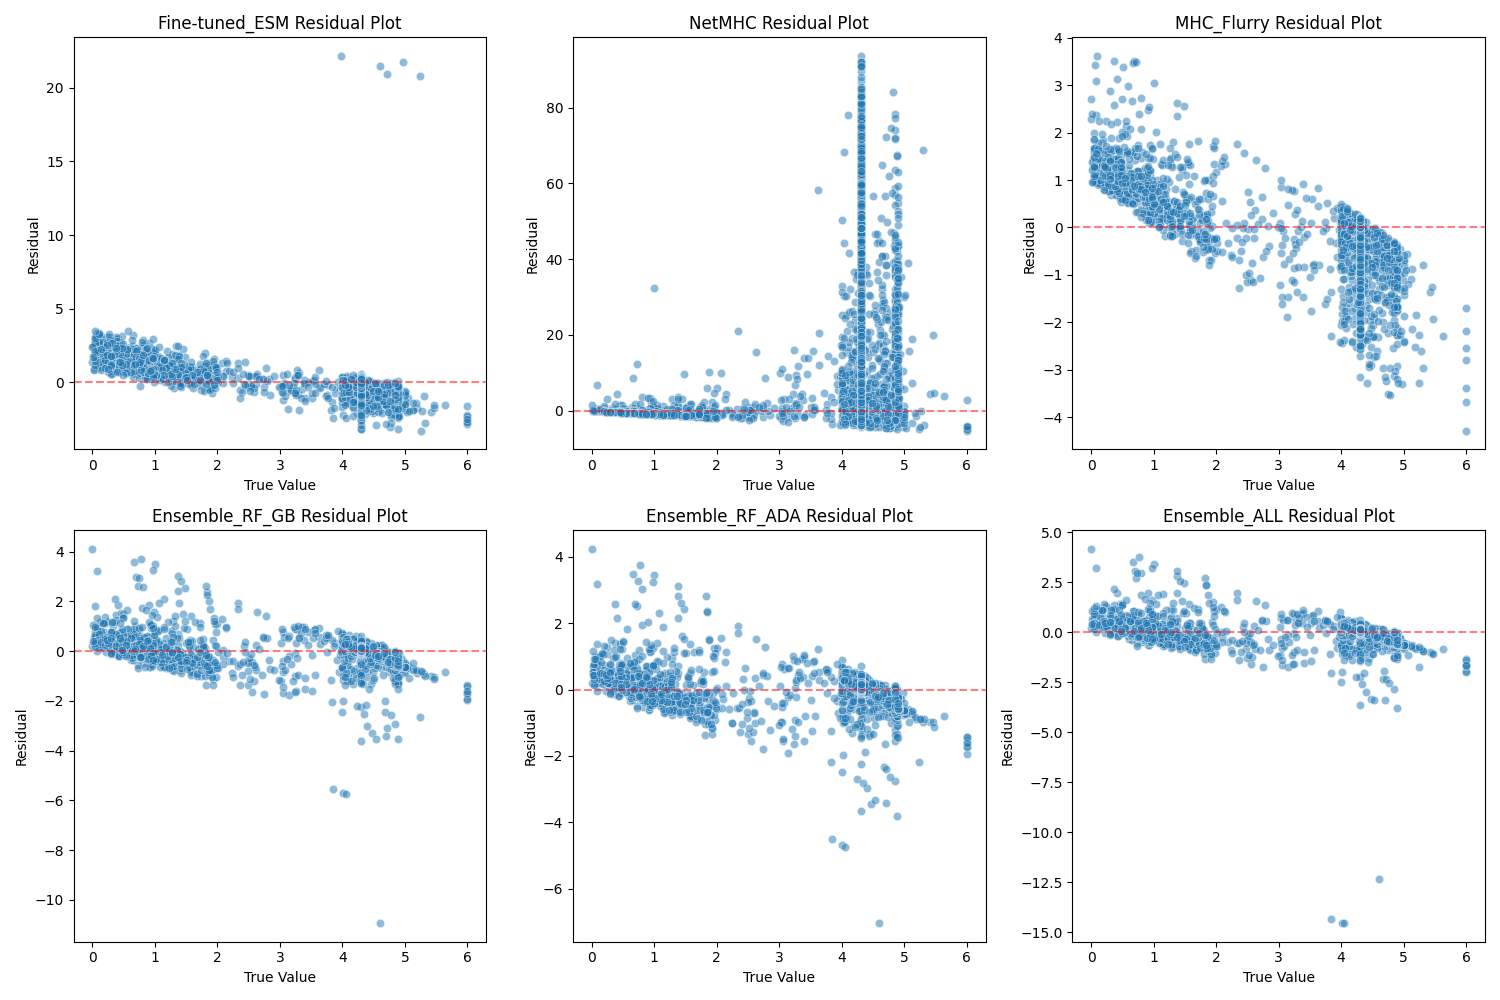 Fine-tuned_ESM Residual Plot
Residual
20
15
10
5
0
0 1 2 3 4 5 6
True Value
NetMHC Residual Plot
Residual
80
60
40
20
0
0 1 2 3 4 5 6
True Value
MHC_Flurry Residual Plot
Residual
4
3
2
1
0
−1
−2
−3
−4
0 1 2 3 4 5 6
True Value
Ensemble_RF_GB Residual Plot
Residual
4
2
0
−2
−4
−6
−8
−10
0 1 2 3 4 5 6
True Value
Ensemble_RF_ADA Residual Plot
Residual
4
2
0
−2
−4
−6
0 1 2 3 4 5 6
True Value
Ensemble_ALL Residual Plot
Residual
5.0
2.5
0.0
−2.5
−5.0
−7.5
−10.0
−12.5
−15.0
0 1 2 3 4 5 6
True Value